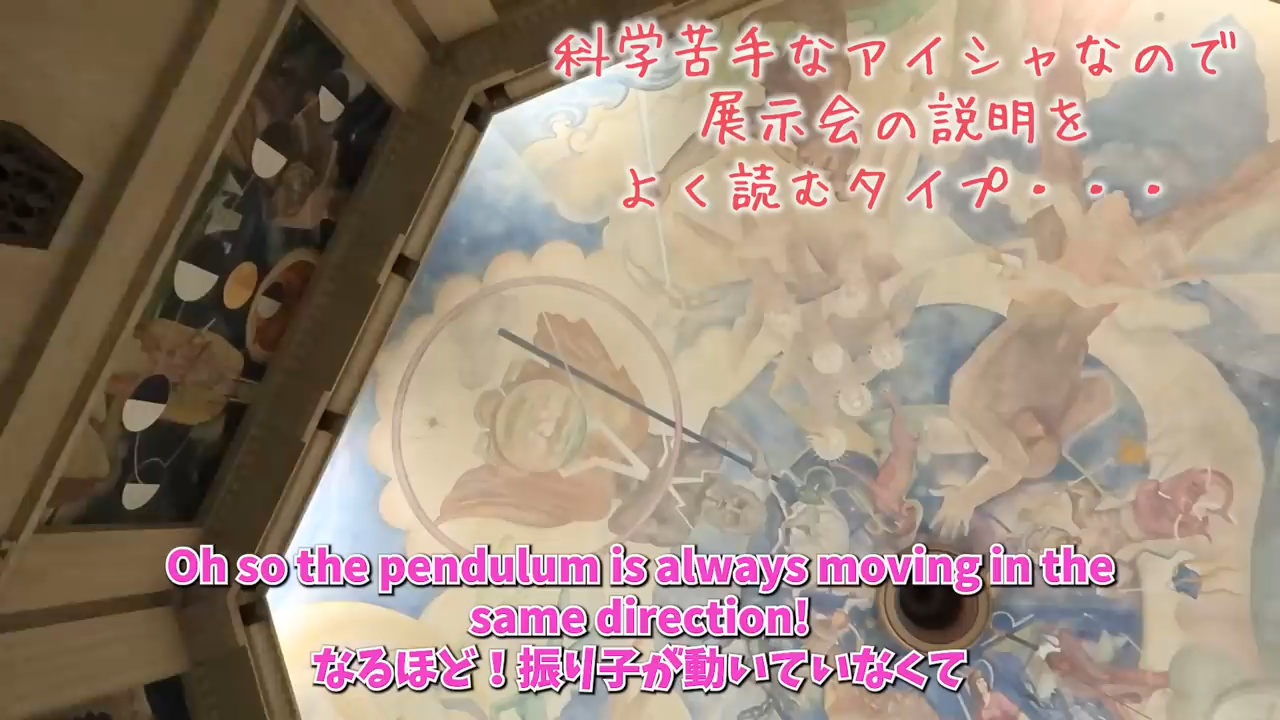 科学苦手なアイシャなので
展示会の説明を
よく読むタイプ・・・
Oh so the pendulum is always moving in the
same direction!
なるほど！振り子が動いていなくて